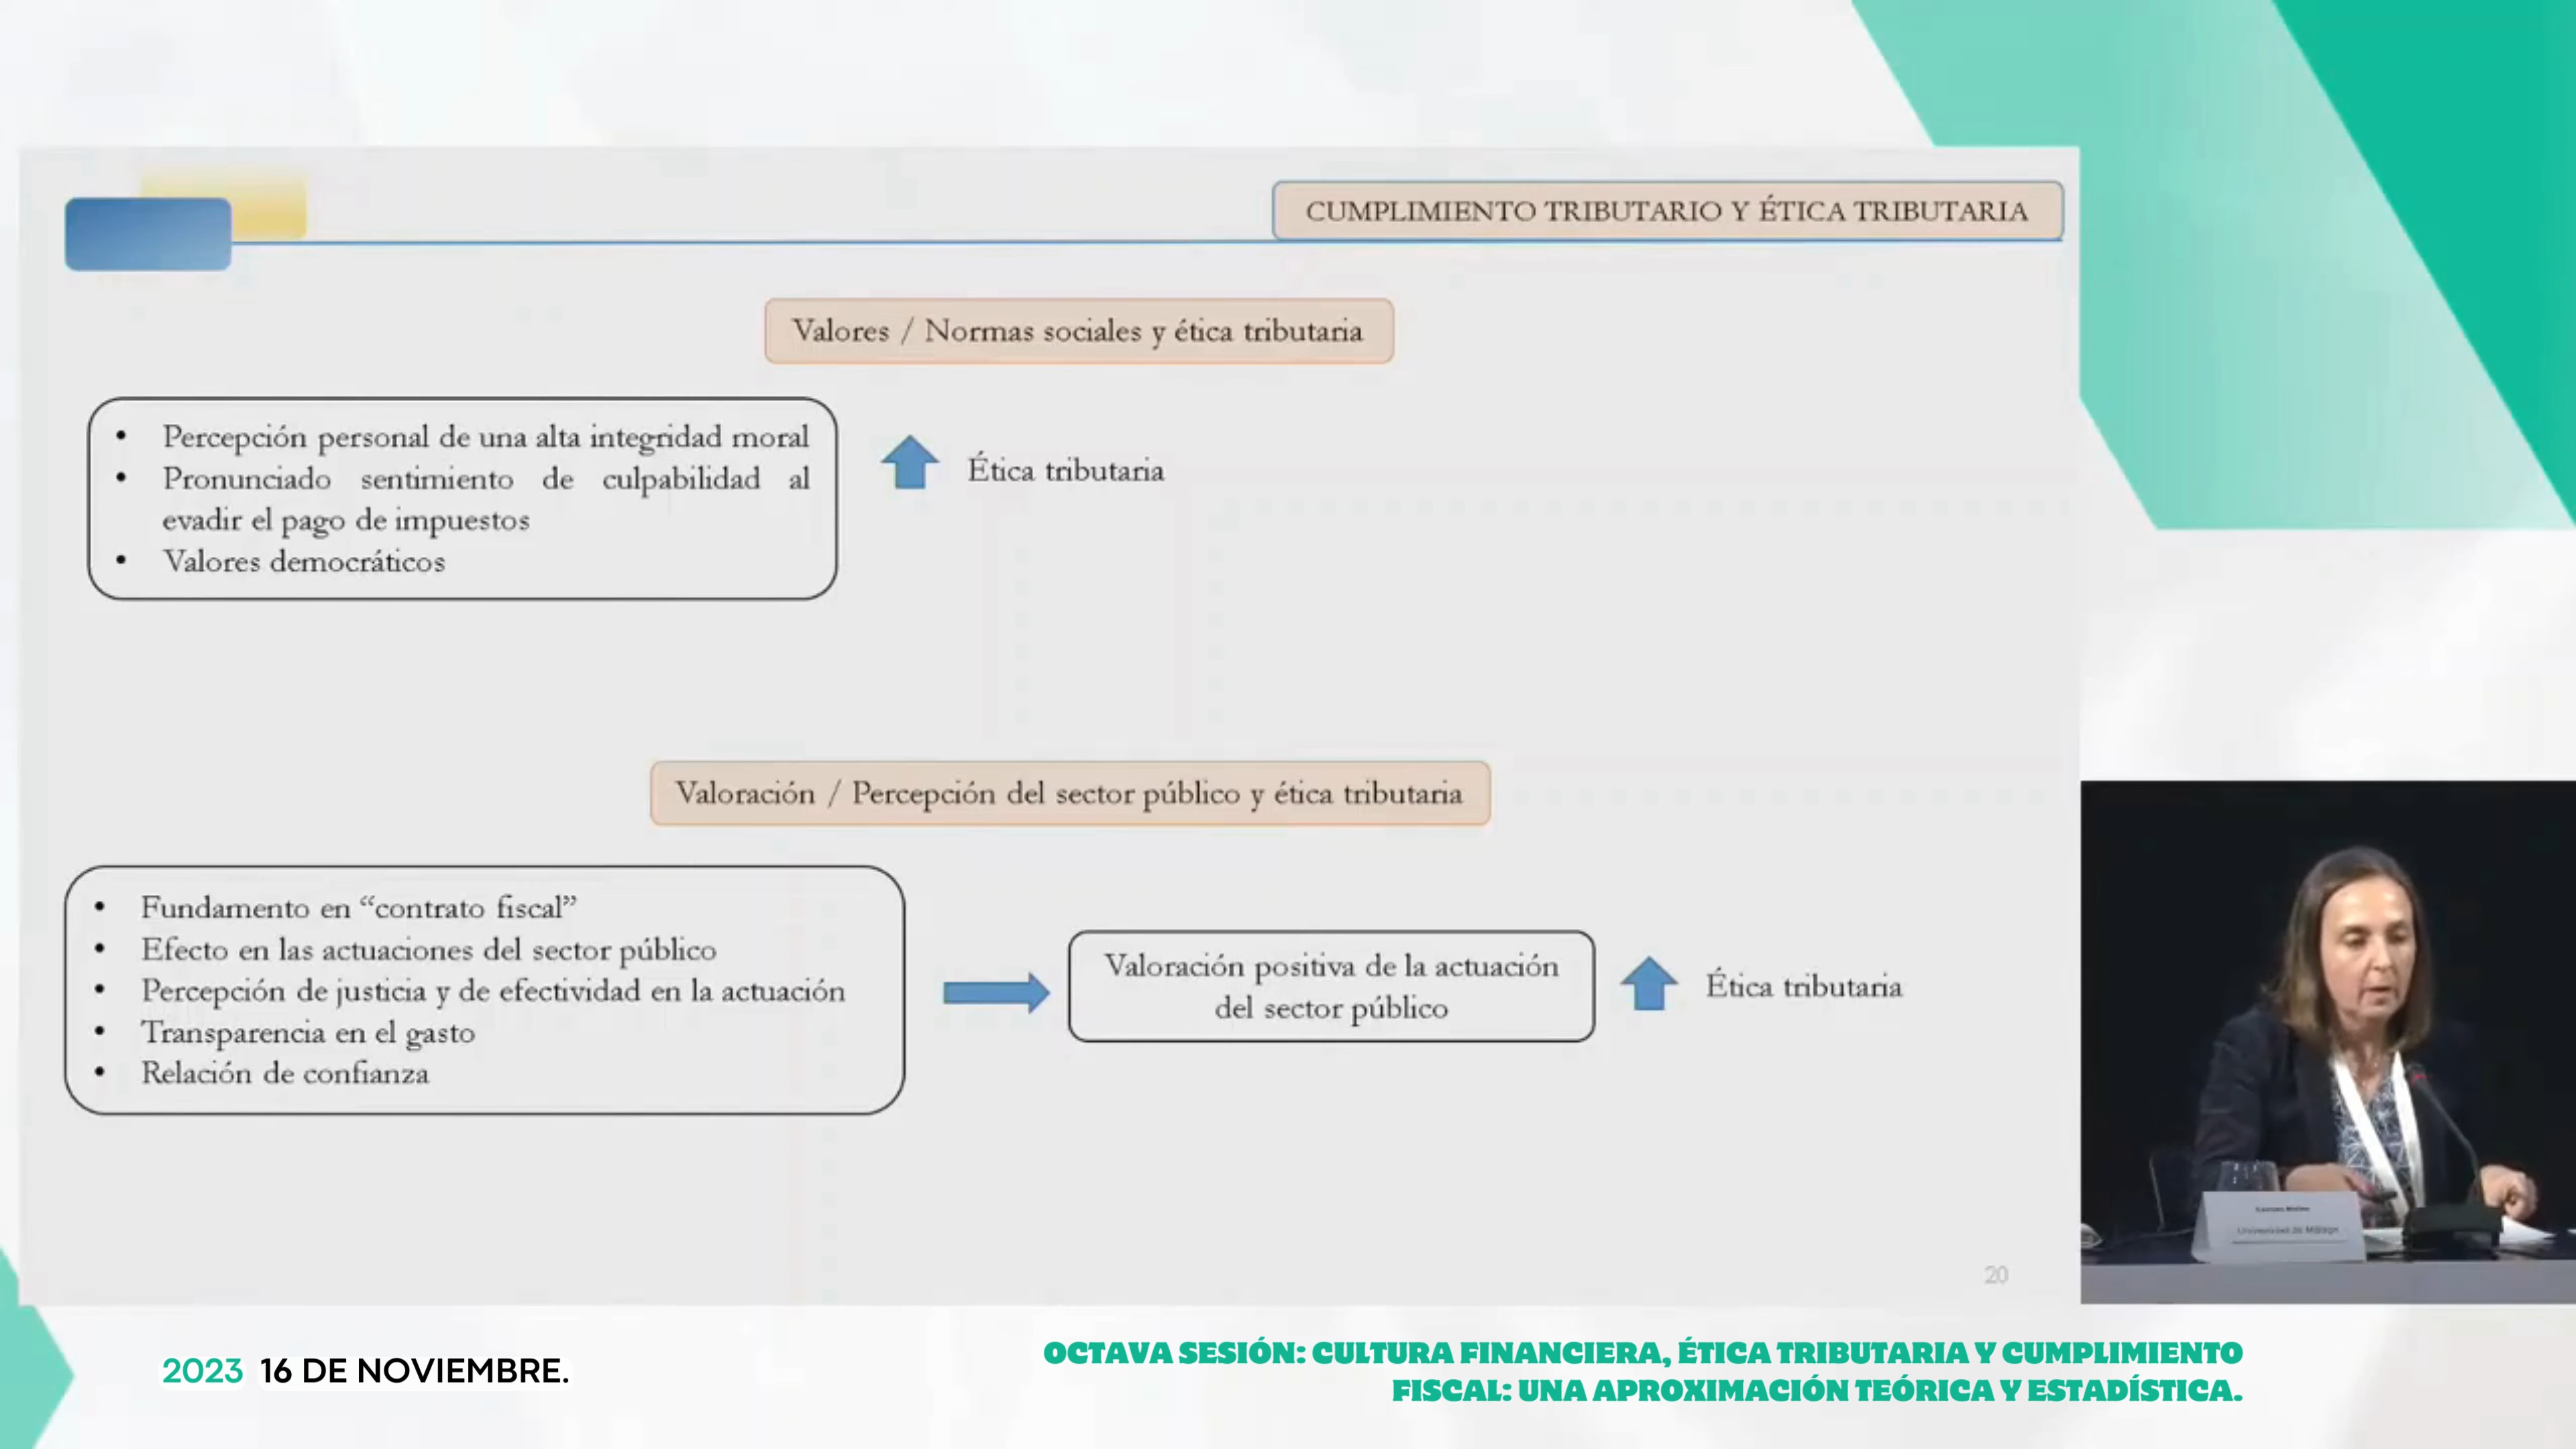 CUMPLIMIENTO TRIBUTARIO Y ÉTICA TRIBUTARIA
Valores / Normas sociales y ética tributaria
• Percepción personal de una alta integridad moral
• Pronunciado sentimiento de culpabilidad al
evadir el pago de impuestos
• Valores democráticos
Ética tributaria
Valoración / Percepción del sector público y ética tributaria
• Fundamento en “contrato fiscal”
• Efecto en las actuaciones del sector público
• Percepción de justicia y de efectividad en la actuación
• Transparencia en el gasto
• Relación de confianza
Valoración positiva de la actuación
del sector público
Ética tributaria
Universidad de Málaga
20
2023 16 DE NOVIEMBRE.
OCTAVA SESIÓN: CULTURA FINANCIERA, ÉTICA TRIBUTARIA Y CUMPLIMIENTO
FISCAL: UNA APROXIMACIÓN TEÓRICA Y ESTADÍSTICA.